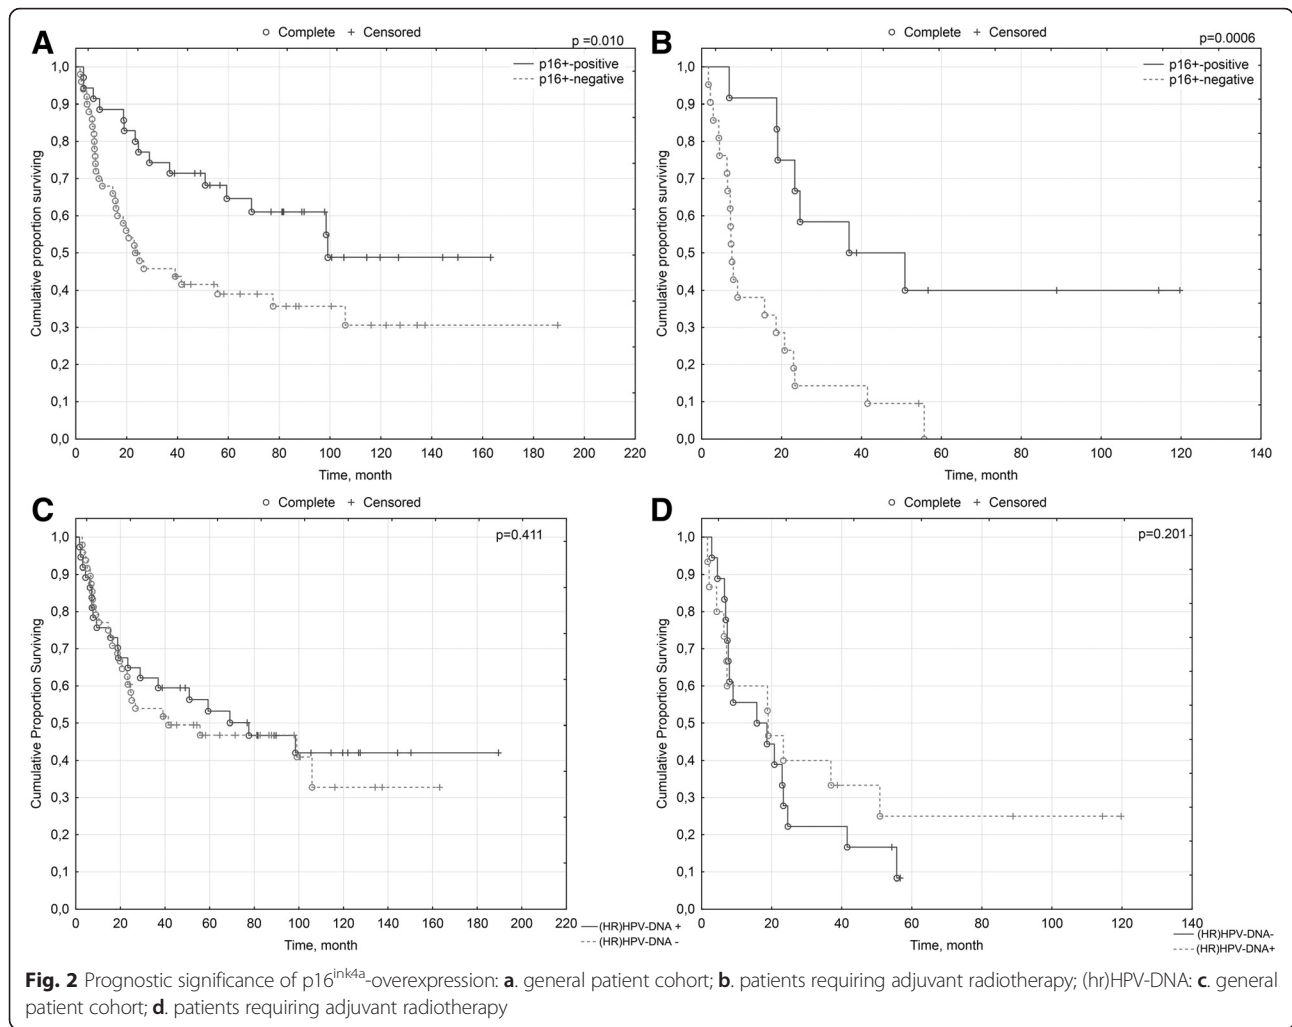 A
Complete + Censored
p =0.010
p16+-positive
p16+-negative
Cumulative proportion surviving
1,0
0,9
0,8
0,7
0,6
0,5
0,4
0,3
0,2
0,1
0,0
0 20 40 60 80 100 120 140 160 180 200 220
Time, month
B
Complete + Censored
p=0.0006
p16+-positive
p16+-negative
Cumulative proportion surviving
1,0
0,9
0,8
0,7
0,6
0,5
0,4
0,3
0,2
0,1
0,0
0 20 40 60 80 100 120 140
Time, month
C
Complete + Censored
p=0.411
Cumulative Proportion Surviving
1,0
0,9
0,8
0,7
0,6
0,5
0,4
0,3
0,2
0,1
0,0
0 20 40 60 80 100 120 140 160 180 200 220
Time, month
(HR)HPV-DNA +
(HR)HPV-DNA -
D
Complete + Censored
p=0.201
Cumulative Proportion Surviving
1,0
0,9
0,8
0,7
0,6
0,5
0,4
0,3
0,2
0,1
0,0
0 20 40 60 80 100 120 140
Time, month
(HR)HPV-DNA-
(HR)HPV-DNA+
Fig. 2 Prognostic significance of p16ink4a-overexpression: a. general patient cohort; b. patients requiring adjuvant radiotherapy; (hr)HPV-DNA: c. general
patient cohort; d. patients requiring adjuvant radiotherapy